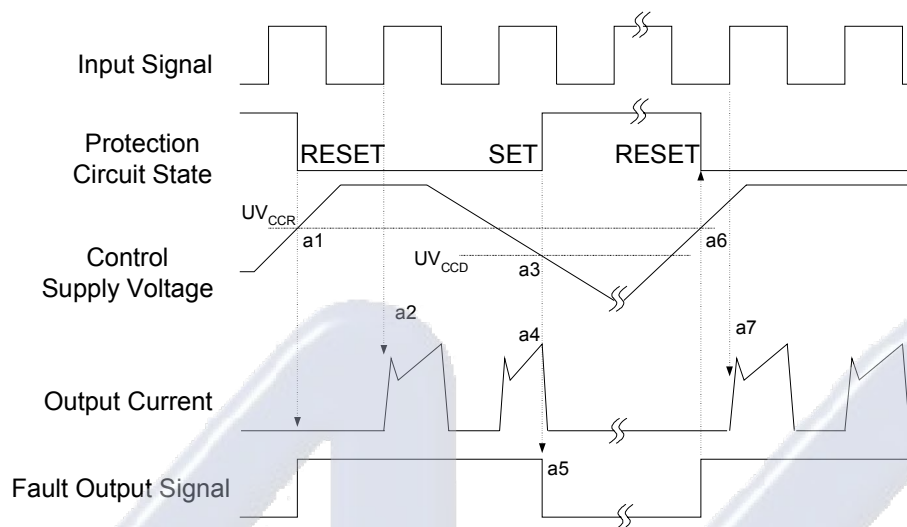 Input Signal
Protection
Circuit State
RESET
SET
RESET
UVCCR
a1
a6
Control
Supply Voltage
UVCCD
a3
a2
a4
a7
Output Current
a5
Fault Output Signal